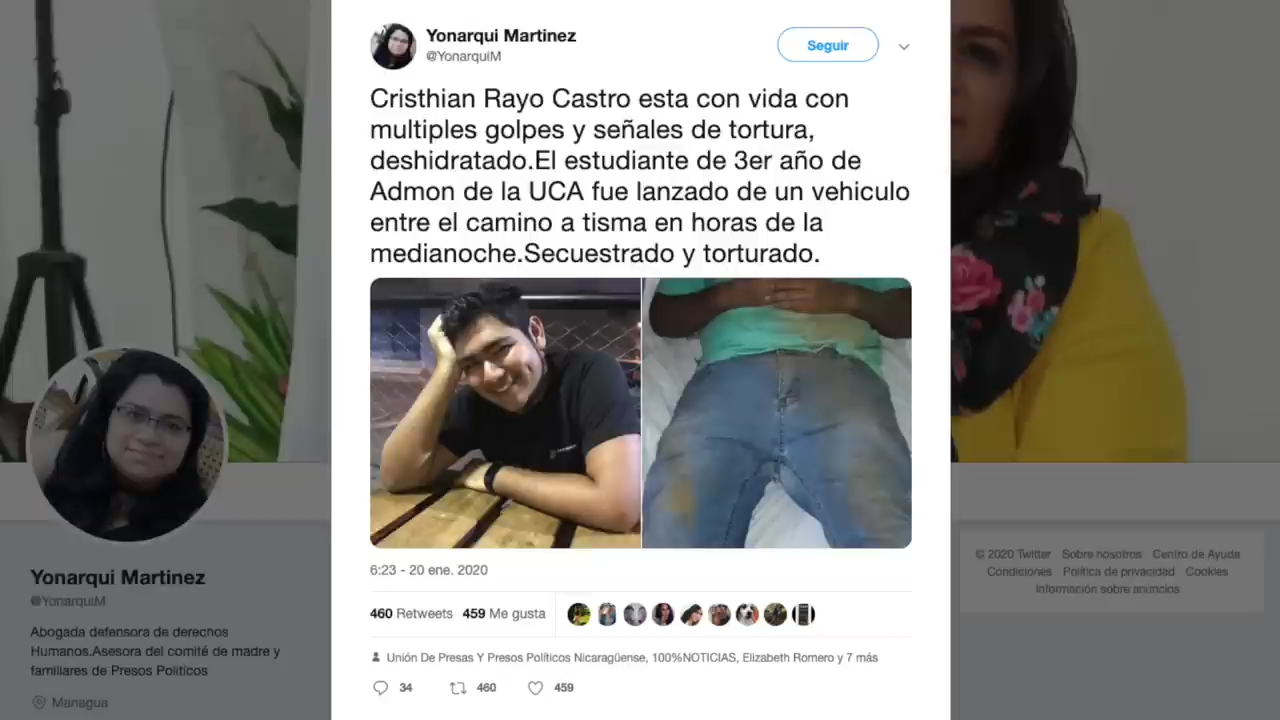 Yonarqui Martinez
@YonarquiM
Seguir
Cristhian Rayo Castro esta con vida con
multiples golpes y señales de tortura,
deshidratado.El estudiante de 3er año de
Admon de la UCA fue lanzado de un vehiculo
entre el camino a tisma en horas de la
medianoche.Secuestrado y torturado.
6:23 - 20 ene. 2020
460 Retweets 459 Me gusta
Unión De Presas Y Presos Políticos Nicaragüense, 100%NOTICIAS, Elizabeth Romero y 7 más
34 460 459
Yonarqui Martinez
@YonarquiM
Abogada defensora de derechos
Humanos.Asesora del comité de madre y
familiares de Presos Politicos
Managua
© 2020 Twitter Sobre nosotros Centro de Ayuda
Condiciones Política de privacidad Cookies
Información sobre anuncios